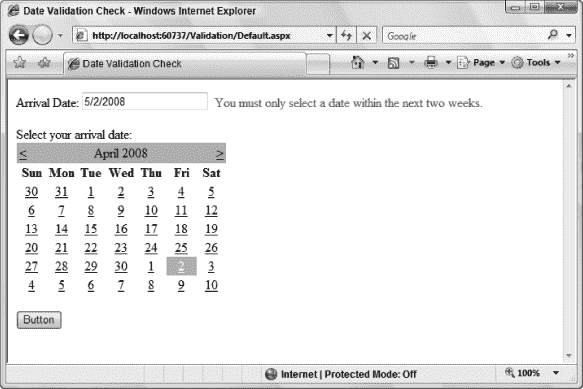 Date Validation Check - Windows Internet Explorer
http://localhost:60737/Validation/Default.aspx
Google
Date Validation Check
Page
Tools
»
Arrival Date: 5/2/2008 You must only select a date within the next two weeks.
Select your arrival date:
< April 2008 >
Sun Mon Tue Wed Thu Fri Sat
30 31 1 2 3 4 5
6 7 8 9 10 11 12
13 14 15 16 17 18 19
20 21 22 23 24 25 26
27 28 29 30 1 2 3
4 5 6 7 8 9 10
Button
Internet | Protected Mode: Off
100%